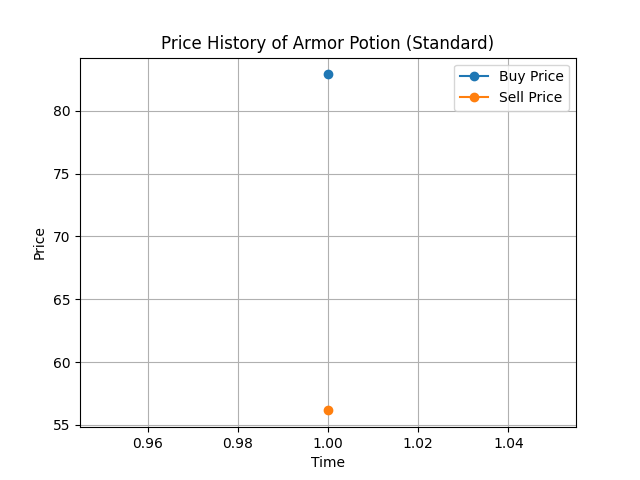 Price History of Armor Potion (Standard)
Buy Price
Sell Price
80
75
70
65
60
55
Price
0.96 0.98 1.00 1.02 1.04
Time